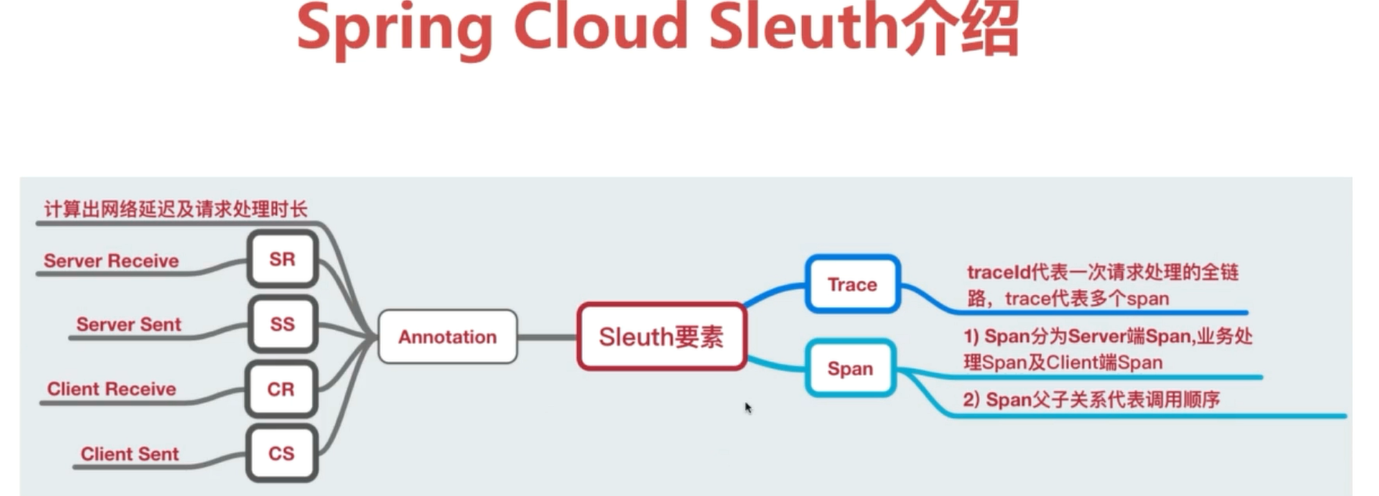 Spring Cloud Sleuth介绍
计算出网络延迟及请求处理时长
Server Receive
SR
Server Sent
SS
Client Receive
CR
Client Sent
CS
Annotation
Sleuth要素
Trace
traceId代表一次请求处理的全链
路，trace代表多个span
Span
1) Span分为Server端Span,业务处
理Span及Client端Span
2) Span父子关系代表调用顺序